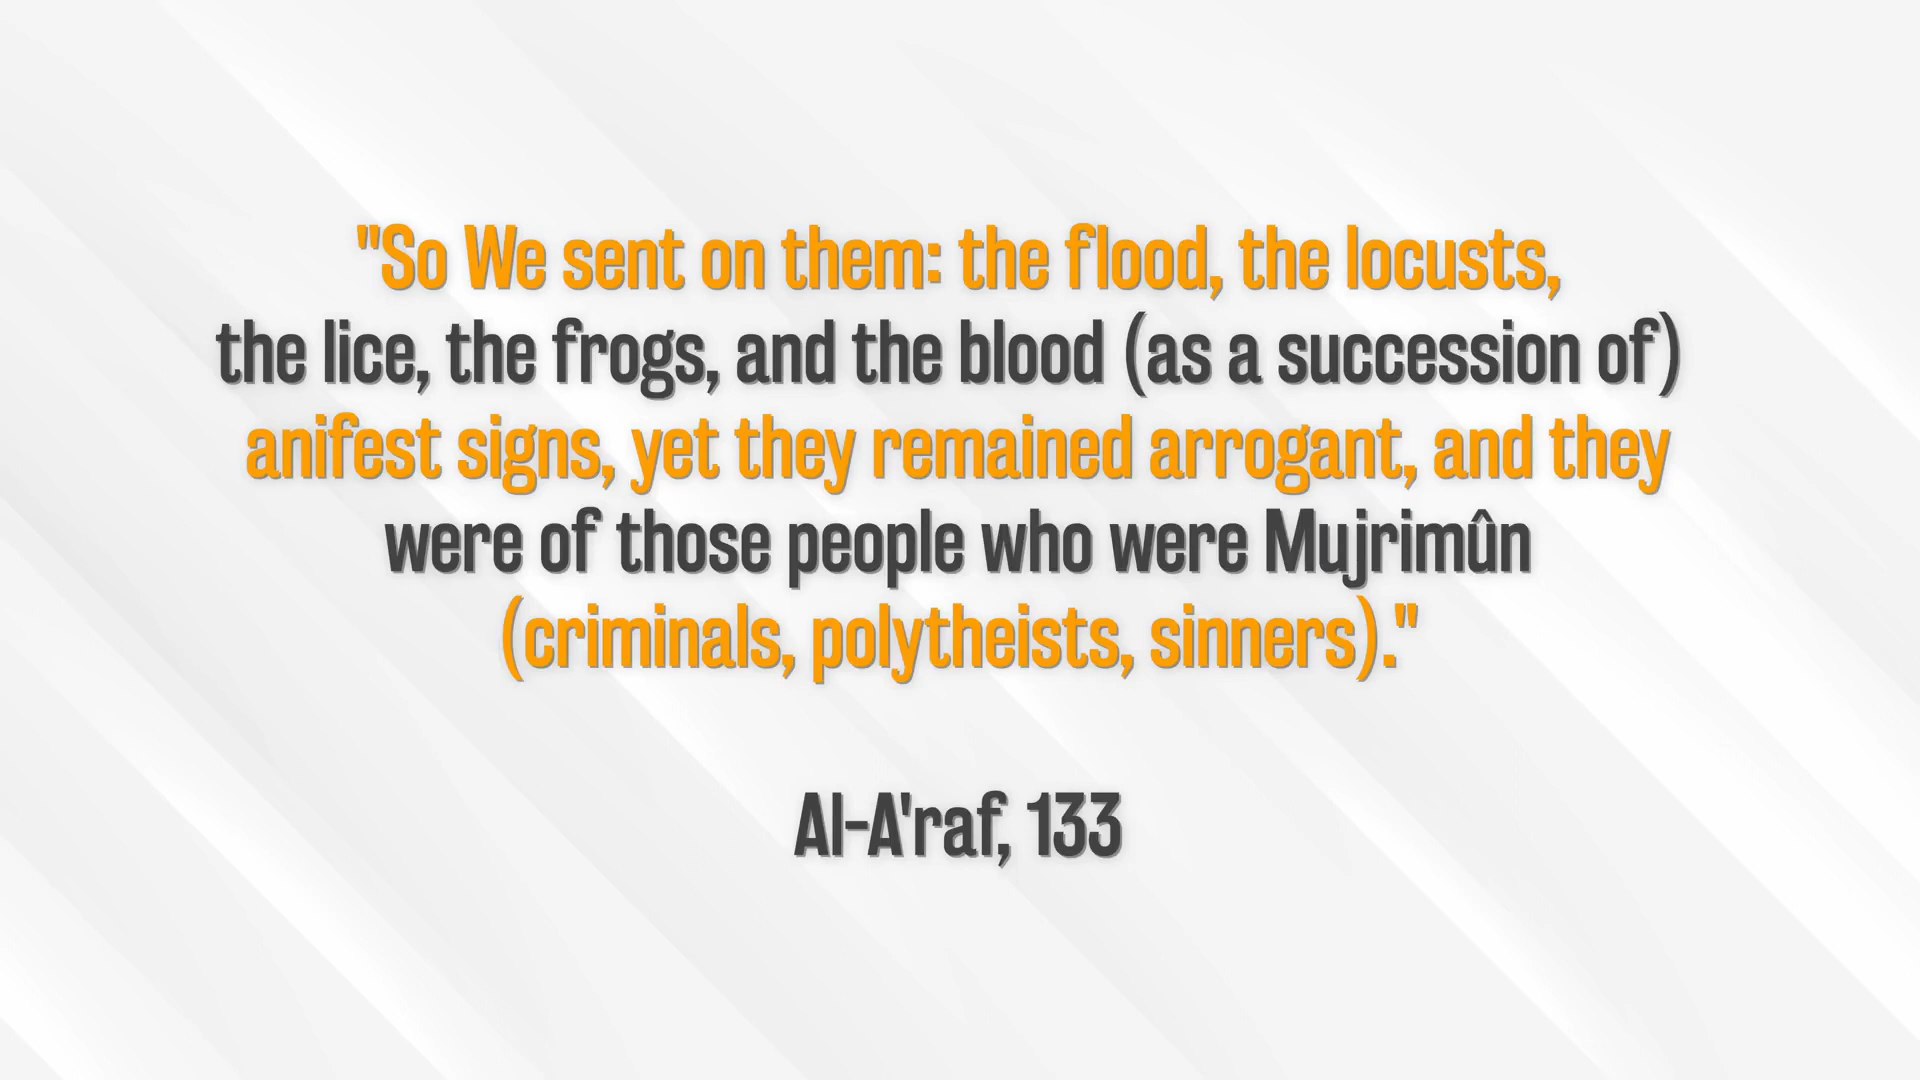 "So We sent on them: the flood, the locusts,
the lice, the frogs, and the blood (as a succession of)
anifest signs, yet they remained arrogant, and they
were of those people who were Mujrimûn
(criminals, polytheists, sinners)."
Al-A'raf, 133